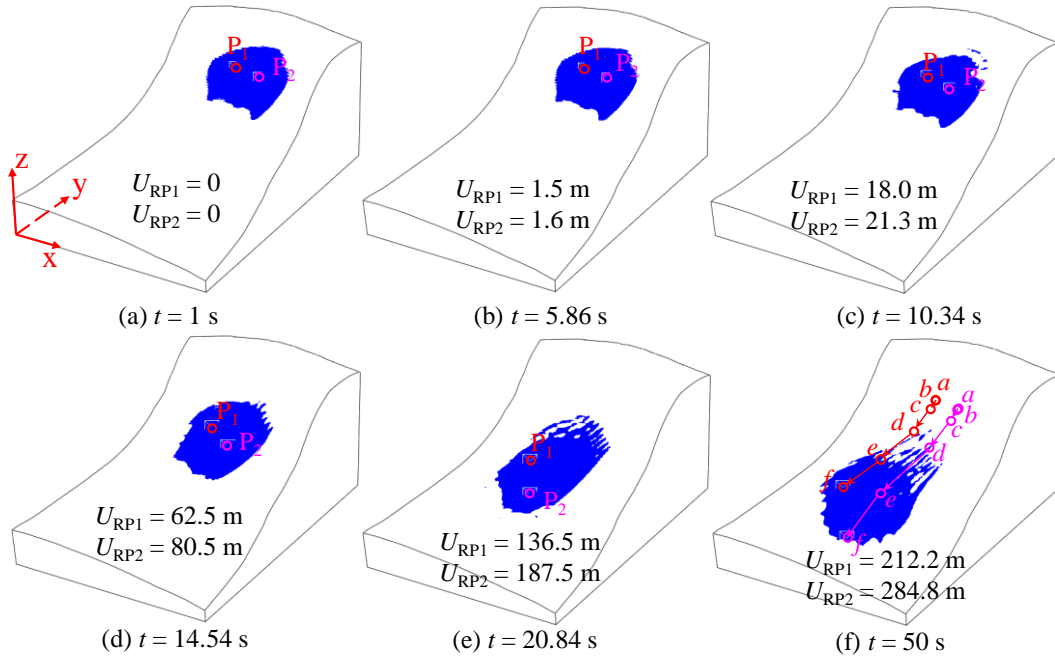 P1
P2
z
y
x
URP1 = 0
URP2 = 0
(a) t = 1 s
P1
P2
URP1 = 1.5 m
URP2 = 1.6 m
(b) t = 5.86 s
P1
P2
URP1 = 18.0 m
URP2 = 21.3 m
(c) t = 10.34 s
P1
P2
URP1 = 62.5 m
URP2 = 80.5 m
(d) t = 14.54 s
P1
P2
URP1 = 136.5 m
URP2 = 187.5 m
(e) t = 20.84 s
a
b
c
d
e
f
a
b
c
d
e
f
URP1 = 212.2 m
URP2 = 284.8 m
(f) t = 50 s